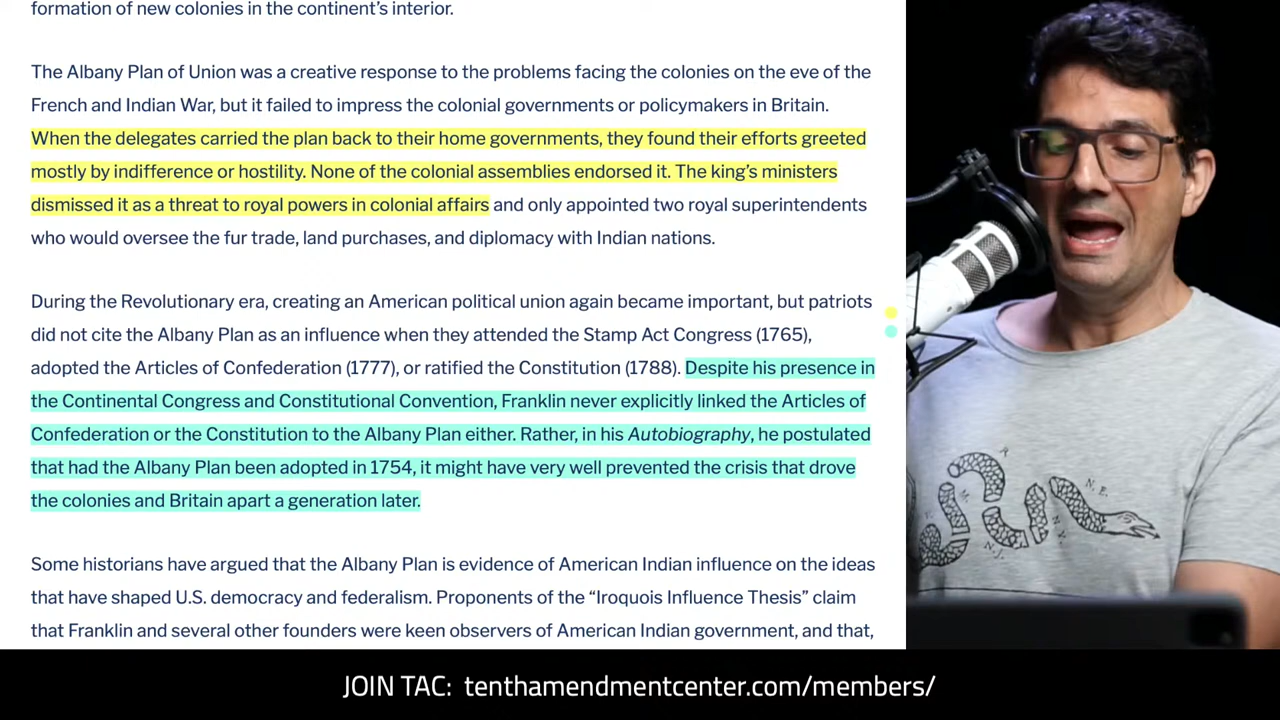 formation of new colonies in the continent’s interior.
The Albany Plan of Union was a creative response to the problems facing the colonies on the eve of the
French and Indian War, but it failed to impress the colonial governments or policymakers in Britain.
When the delegates carried the plan back to their home governments, they found their efforts greeted
mostly by indifference or hostility. None of the colonial assemblies endorsed it. The king’s ministers
dismissed it as a threat to royal powers in colonial affairs and only appointed two royal superintendents
who would oversee the fur trade, land purchases, and diplomacy with Indian nations.
During the Revolutionary era, creating an American political union again became important, but patriots
did not cite the Albany Plan as an influence when they attended the Stamp Act Congress (1765),
adopted the Articles of Confederation (1777), or ratified the Constitution (1788). Despite his presence in
the Continental Congress and Constitutional Convention, Franklin never explicitly linked the Articles of
Confederation or the Constitution to the Albany Plan either. Rather, in his Autobiography, he postulated
that had the Albany Plan been adopted in 1754, it might have very well prevented the crisis that drove
the colonies and Britain apart a generation later.
Some historians have argued that the Albany Plan is evidence of American Indian influence on the ideas
that have shaped U.S. democracy and federalism. Proponents of the “Iroquois Influence Thesis” claim
that Franklin and several other founders were keen observers of American Indian government, and that,
R.
N.E.
M.
N.Y.
N.J.
JOIN TAC: tenthamendmentcenter.com/members/